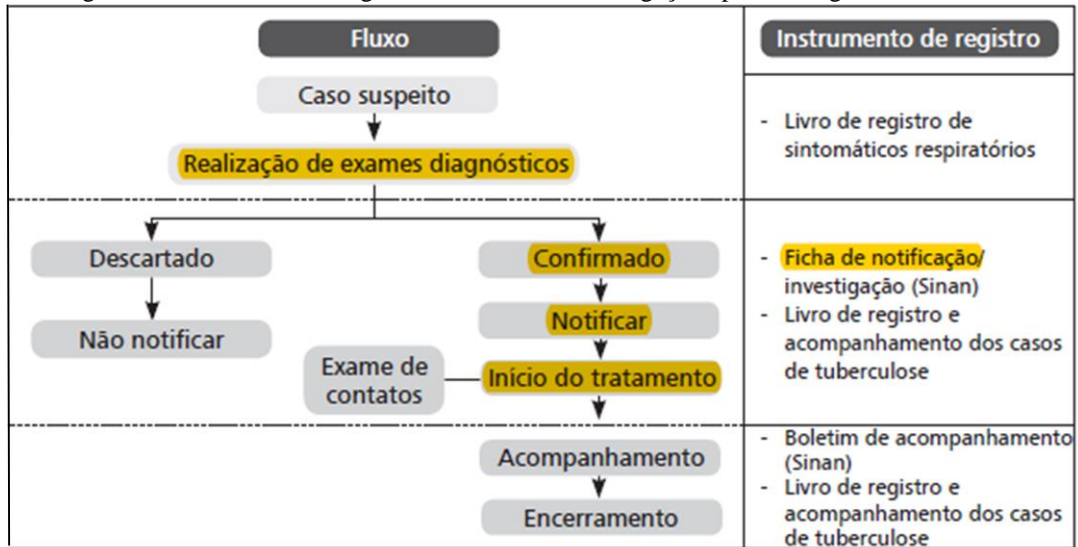 Fluxo
Instrumento de registro
Caso suspeito
Realização de exames diagnósticos
- Livro de registro de
sintomáticos respiratórios
Descartado
Não notificar
Confirmado
Notificar
Exame de
contatos
Início do tratamento
- Ficha de notificação/
investigação (Sinan)
- Livro de registro e
acompanhamento dos casos
de tuberculose
Acompanhamento
Encerramento
- Boletim de acompanhamento
(Sinan)
- Livro de registro e
acompanhamento dos casos
de tuberculose